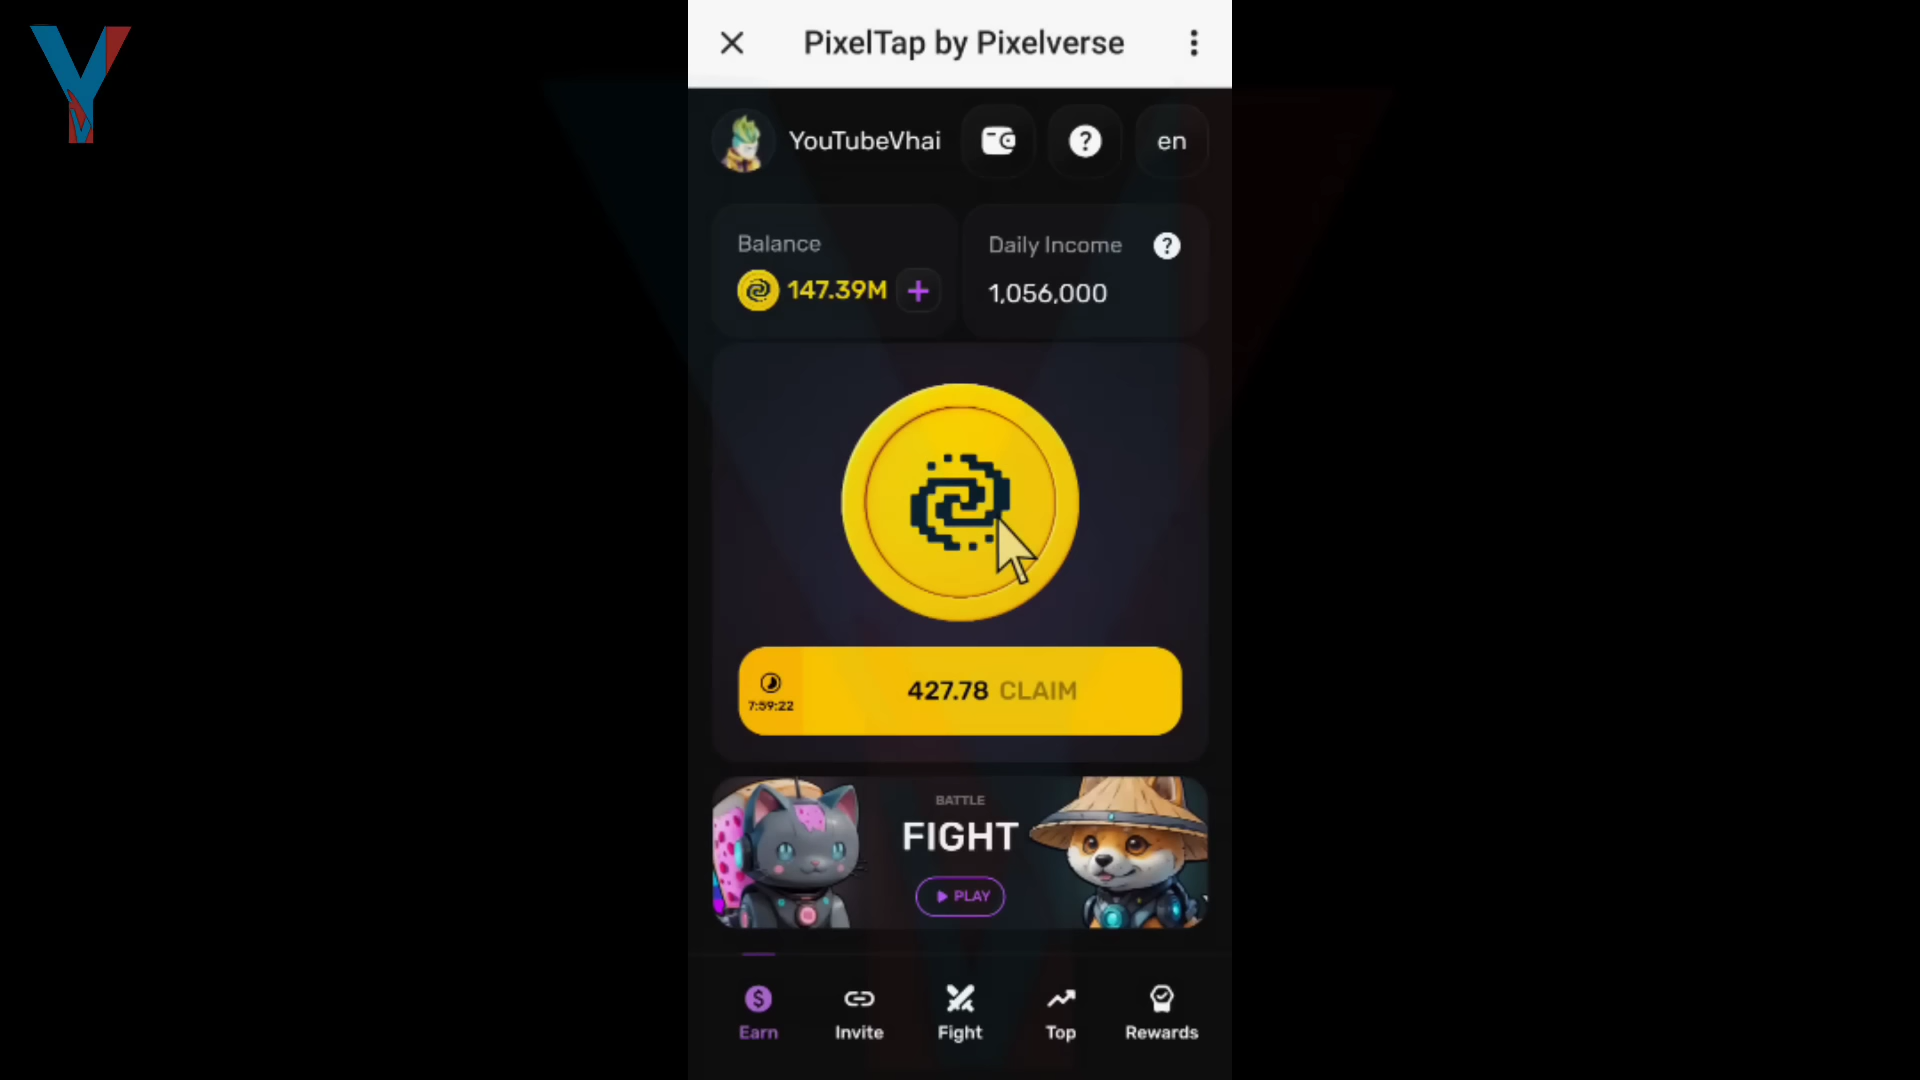 PixelTap by Pixelverse
YouTubeVhai
en
Balance
147.39M
Daily Income
1,056,000
7:59:22
427.78 CLAIM
BATTLE
FIGHT
PLAY
Earn
Invite
Fight
Top
Rewards